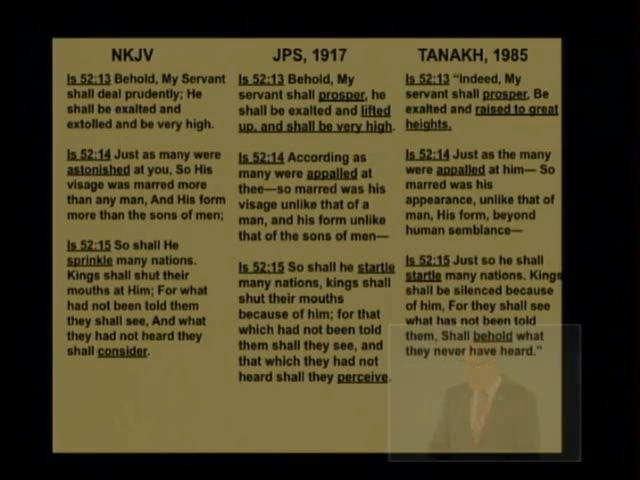 NKJV
Is 52:13 Behold, My Servant
shall deal prudently; He
shall be exalted and
extolled and be very high.
Is 52:14 Just as many were
astonished at you, So His
visage was marred more
than any man, And His form
more than the sons of men;
Is 52:15 So shall He
sprinkle many nations.
Kings shall shut their
mouths at Him; For what
had not been told them
they shall see, And what
they had not heard they
shall consider.
JPS, 1917
Is 52:13 Behold, My
servant shall prosper, he
shall be exalted and lifted
up, and shall be very high.
Is 52:14 According as
many were appalled at
thee—so marred was his
visage unlike that of a
man, and his form unlike
that of the sons of men—
Is 52:15 So shall he startle
many nations, kings shall
shut their mouths
because of him; for that
which had not been told
them shall they see, and
that which they had not
heard shall they perceive.
TANAKH, 1985
Is 52:13 “Indeed, My
servant shall prosper, Be
exalted and raised to great
heights.
Is 52:14 Just as the many
were appalled at him— So
marred was his
appearance, unlike that of
man, His form, beyond
human semblance—
Is 52:15 Just so he shall
startle many nations. Kings
shall be silenced because
of him, For they shall see
what has not been told
them, Shall behold what
they never have heard.”